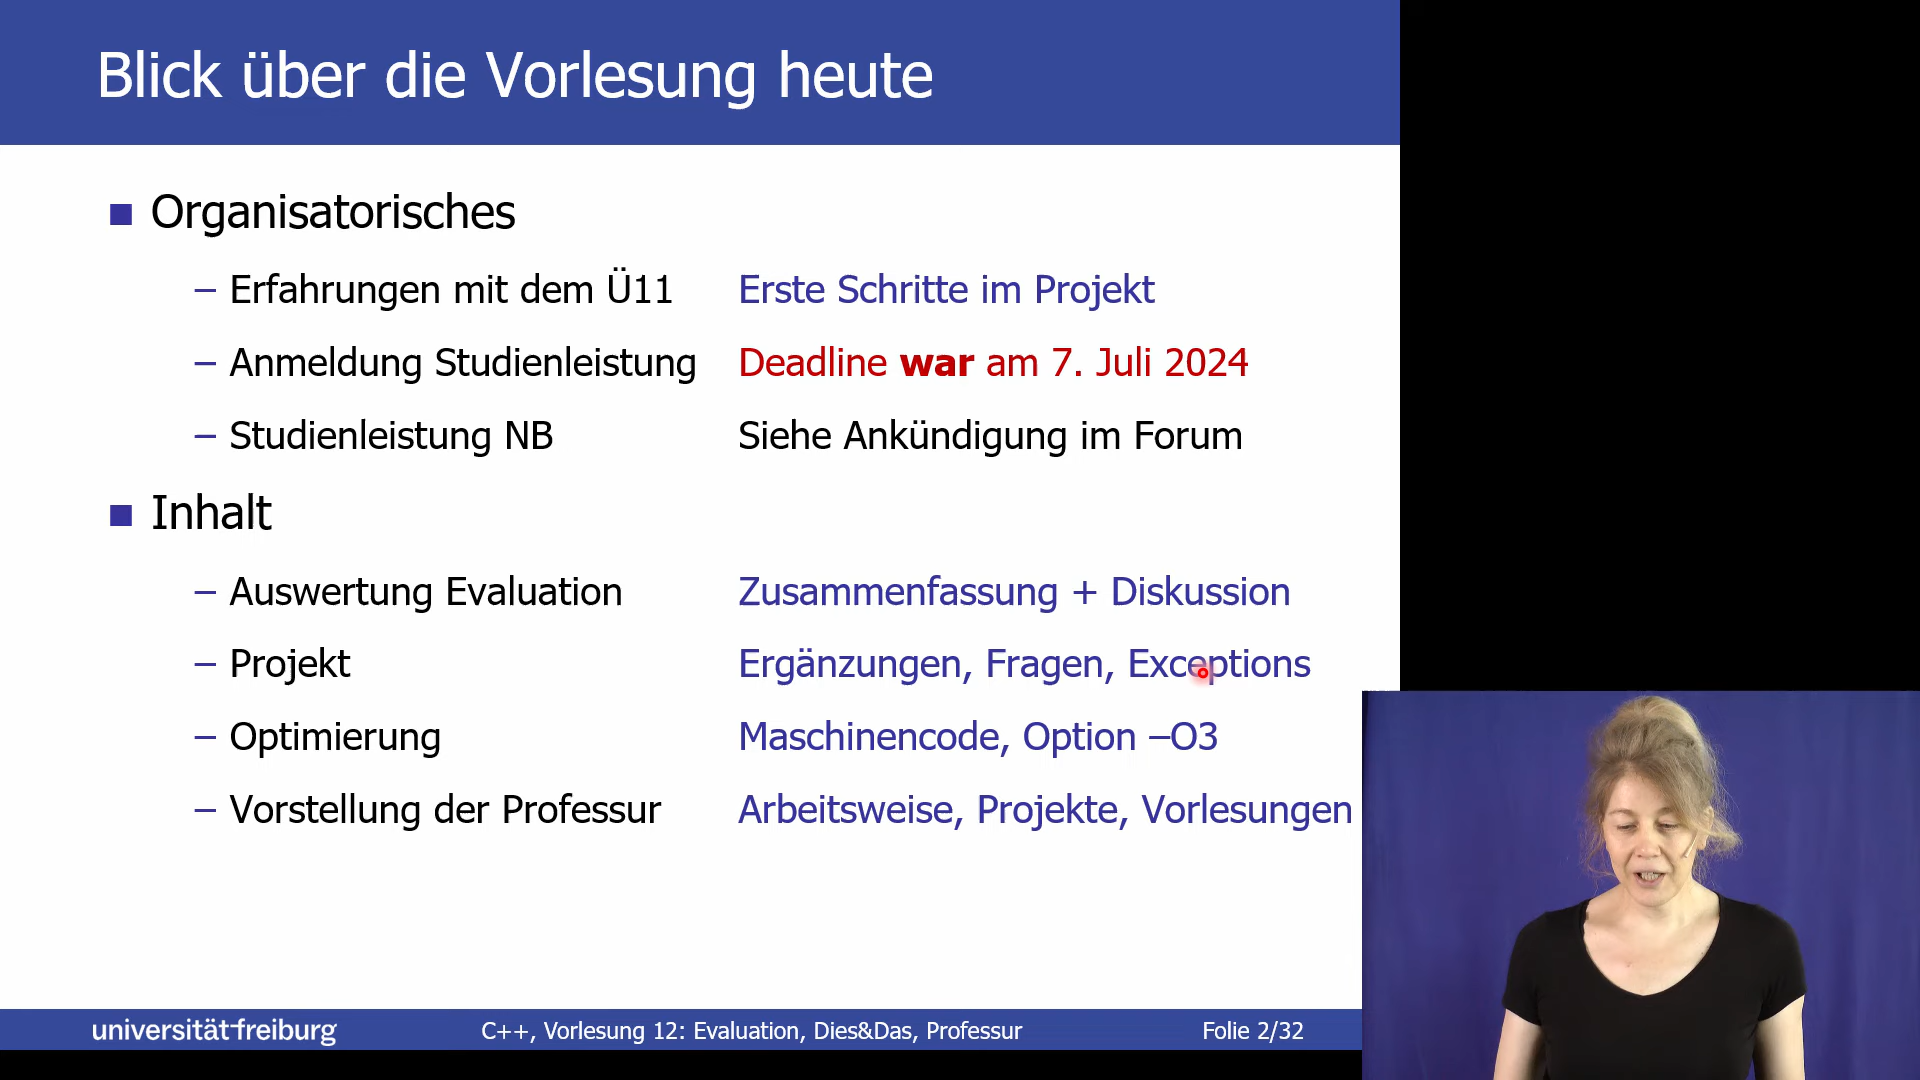 Blick über die Vorlesung heute
Organisatorisches
– Erfahrungen mit dem Ü11 Erste Schritte im Projekt
– Anmeldung Studienleistung Deadline war am 7. Juli 2024
– Studienleistung NB Siehe Ankündigung im Forum
Inhalt
– Auswertung Evaluation Zusammenfassung + Diskussion
– Projekt Ergänzungen, Fragen, Exceptions
– Optimierung Maschinencode, Option –O3
– Vorstellung der Professur Arbeitsweise, Projekte, Vorlesungen
universität freiburg C++, Vorlesung 12: Evaluation, Dies&Das, Professur Folie 2/32